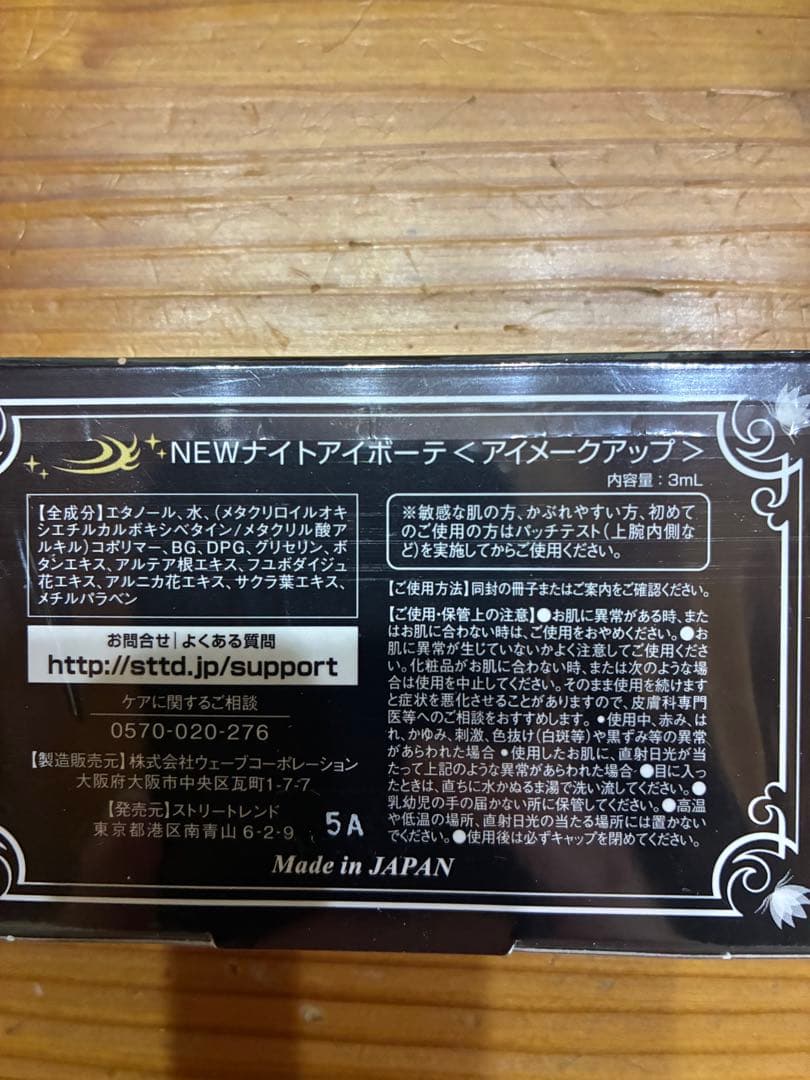 NEWナイトアイボーテ＜アイメークアップ＞
内容量：3mL
【全成分】エタノール、水、（メタクリロイルオキ
シエチルカルボキシベタイン/メタクリル酸ア
ルキル）コポリマー、BG、DPG、グリセリン、ボ
タンエキス、アルテア根エキス、フユボダイジュ
花エキス、アルニカ花エキス、サクラ葉エキス、
メチルパラベン
お問合せ|よくある質問
http://sttd.jp/support
ケアに関するご相談
0570-020-276
【製造販売元】株式会社ウェーブコーポレーション
大阪府大阪市中央区瓦町1-7-7
【発売元】ストリートレンド
東京都港区南青山6-2-9
5A
※敏感な肌の方、かぶれやすい方、初めて
のご使用の方はパッチテスト（上腕内側な
ど）を実施してからご使用ください。
【ご使用方法】同封の冊子またはご案内をご確認ください。
【ご使用・保管上の注意】●お肌に異常がある時、また
はお肌に合わない時は、ご使用をおやめください。●お
肌に異常が生じていないかよく注意してご使用くださ
い。化粧品がお肌に合わない時、または次のような場
合は使用を中止してください。そのまま使用を続けます
と症状を悪化させることがありますので、皮膚科専門
医等へのご相談をおすすめします。●使用中、赤み、は
れ、かゆみ、刺激、色抜け（白斑等）や黒ずみ等の異常
があらわれた場合 ●使用したお肌に、直射日光が当
たって上記のような異常があらわれた場合 ●目に入っ
たときは、直ちに水かぬるま湯で洗い流してください。●
乳幼児の手の届かない所に保管してください。●高温
や低温の場所、直射日光の当たる場所には置かない
でください。●使用後は必ずキャップを閉めてください。
Made in JAPAN